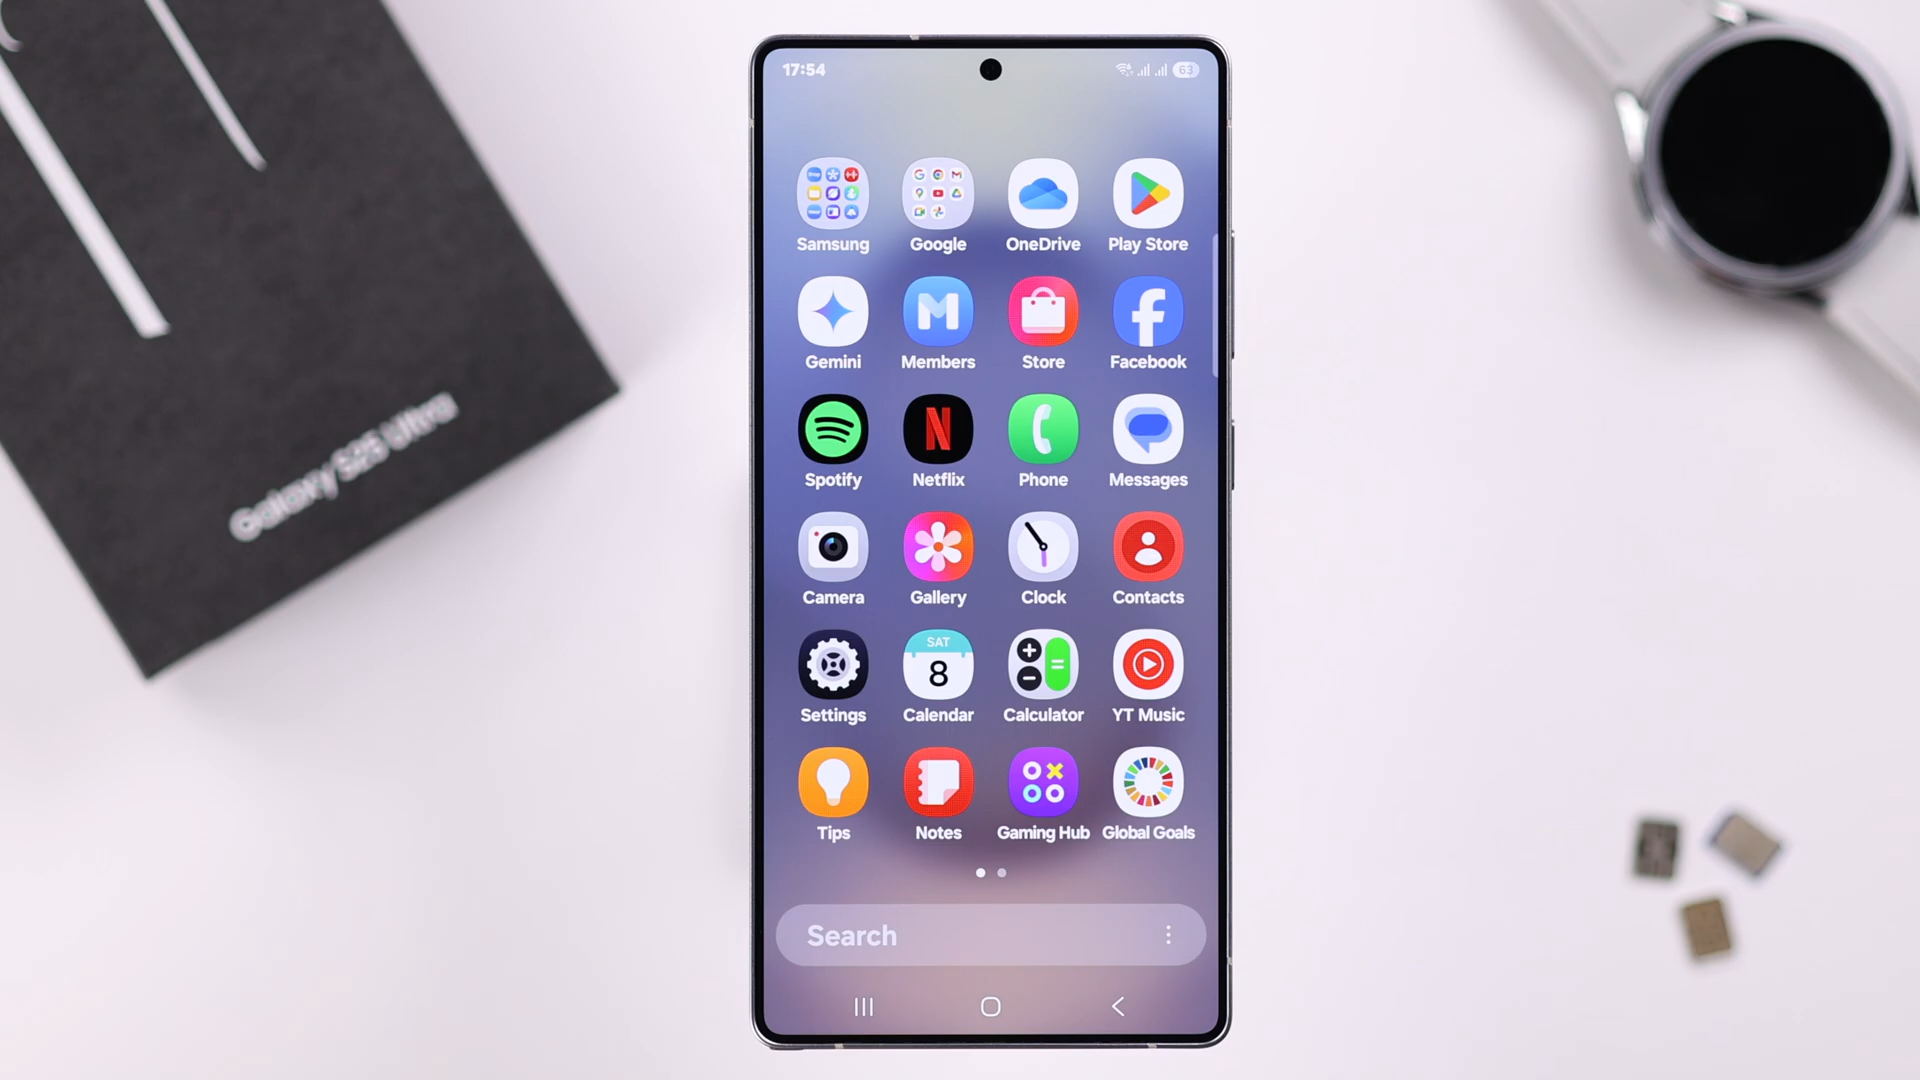 17:54
63
Samsung Google OneDrive Play Store
Gemini Members Store Facebook
Spotify Netflix Phone Messages
Camera Gallery Clock Contacts
SAT
8
Settings Calendar Calculator YT Music
Tips Notes Gaming Hub Global Goals
Search
Galaxy S25 Ultra